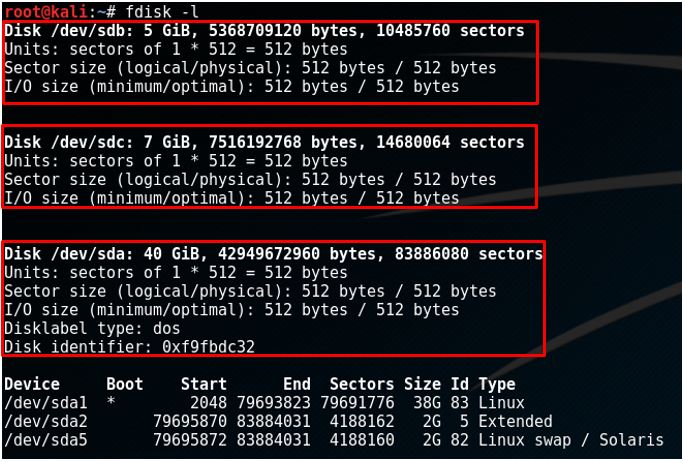 root@kali:~# fdisk -l
Disk /dev/sdb: 5 GiB, 5368709120 bytes, 10485760 sectors
Units: sectors of 1 * 512 = 512 bytes
Sector size (logical/physical): 512 bytes / 512 bytes
I/O size (minimum/optimal): 512 bytes / 512 bytes
Disk /dev/sdc: 7 GiB, 7516192768 bytes, 14680064 sectors
Units: sectors of 1 * 512 = 512 bytes
Sector size (logical/physical): 512 bytes / 512 bytes
I/O size (minimum/optimal): 512 bytes / 512 bytes
Disk /dev/sda: 40 GiB, 42949672960 bytes, 83886080 sectors
Units: sectors of 1 * 512 = 512 bytes
Sector size (logical/physical): 512 bytes / 512 bytes
I/O size (minimum/optimal): 512 bytes / 512 bytes
Disklabel type: dos
Disk identifier: 0xf9fbdc32
Device Boot Start End Sectors Size Id Type
/dev/sda1 * 2048 79693823 79691776 38G 83 Linux
/dev/sda2 79695870 83884031 4188162 2G 5 Extended
/dev/sda5 79695872 83884031 4188160 2G 82 Linux swap / Solaris